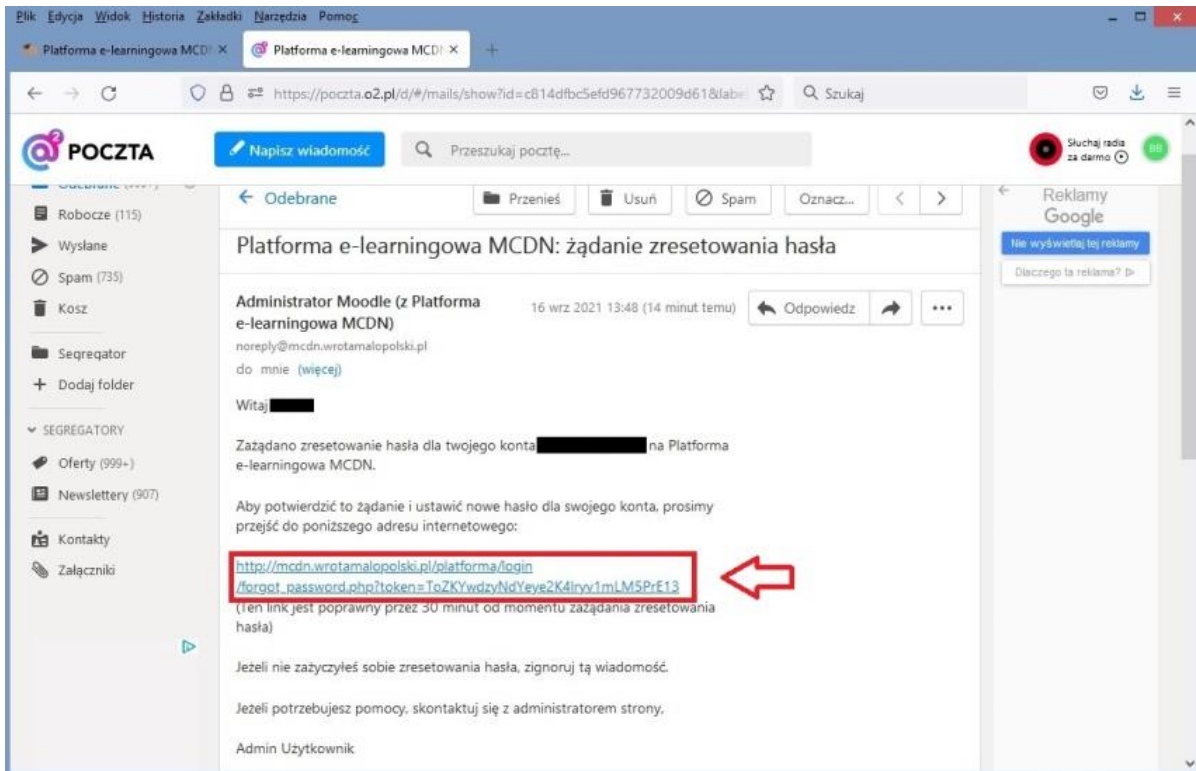 Plik Edycja Widok Historia Zakładki Narzędzia Pomoc
Platforma e-learningowa MCD
Platforma e-learningowa MCD
https://poczta.o2.pl/d/#/mails/show?id=c814dfbc5efd967732009d61&labe
Szukaj
POCZTA
Napisz wiadomość
Przeszukaj pocztę...
Słuchaj radia
za darmo
BB
Odebrane (999+)
Robocze (115)
Wysłane
Spam (735)
Kosz
Segregator
Dodaj folder
SEGREGATORY
Oferty (999+)
Newslettery (907)
Kontakty
Załączniki
Odebrane
Przenieś
Usuń
Spam
Oznacz...
Platforma e-learningowa MCDN: żądanie zresetowania hasła
Administrator Moodle (z Platforma
e-learningowa MCDN)
16 wrz 2021 13:48 (14 minut temu)
Odpowiedz
noreply@mcdn.wrotamalopolski.pl
do mnie (więcej)
Witaj
Zażądano zresetowanie hasła dla twojego konta na Platforma
e-learningowa MCDN.
Aby potwierdzić to żądanie i ustawić nowe hasło dla swojego konta, prosimy
przejść do poniższego adresu internetowego:
http://mcdn.wrotamalopolski.pl/platforma/login
/forgot_password.php?token=ToZKYwdzyNdYeye2K4lryv1mLM5PrE13
(Ten link jest poprawny przez 30 minut od momentu zażądania zresetowania
hasła)
Jeżeli nie zażyczyłeś sobie zresetowania hasła, zignoruj tą wiadomość.
Jeżeli potrzebujesz pomocy, skontaktuj się z administratorem strony,
Admin Użytkownik
Reklamy
Google
Nie wyświetlaj tej reklamy
Dlaczego ta reklama?